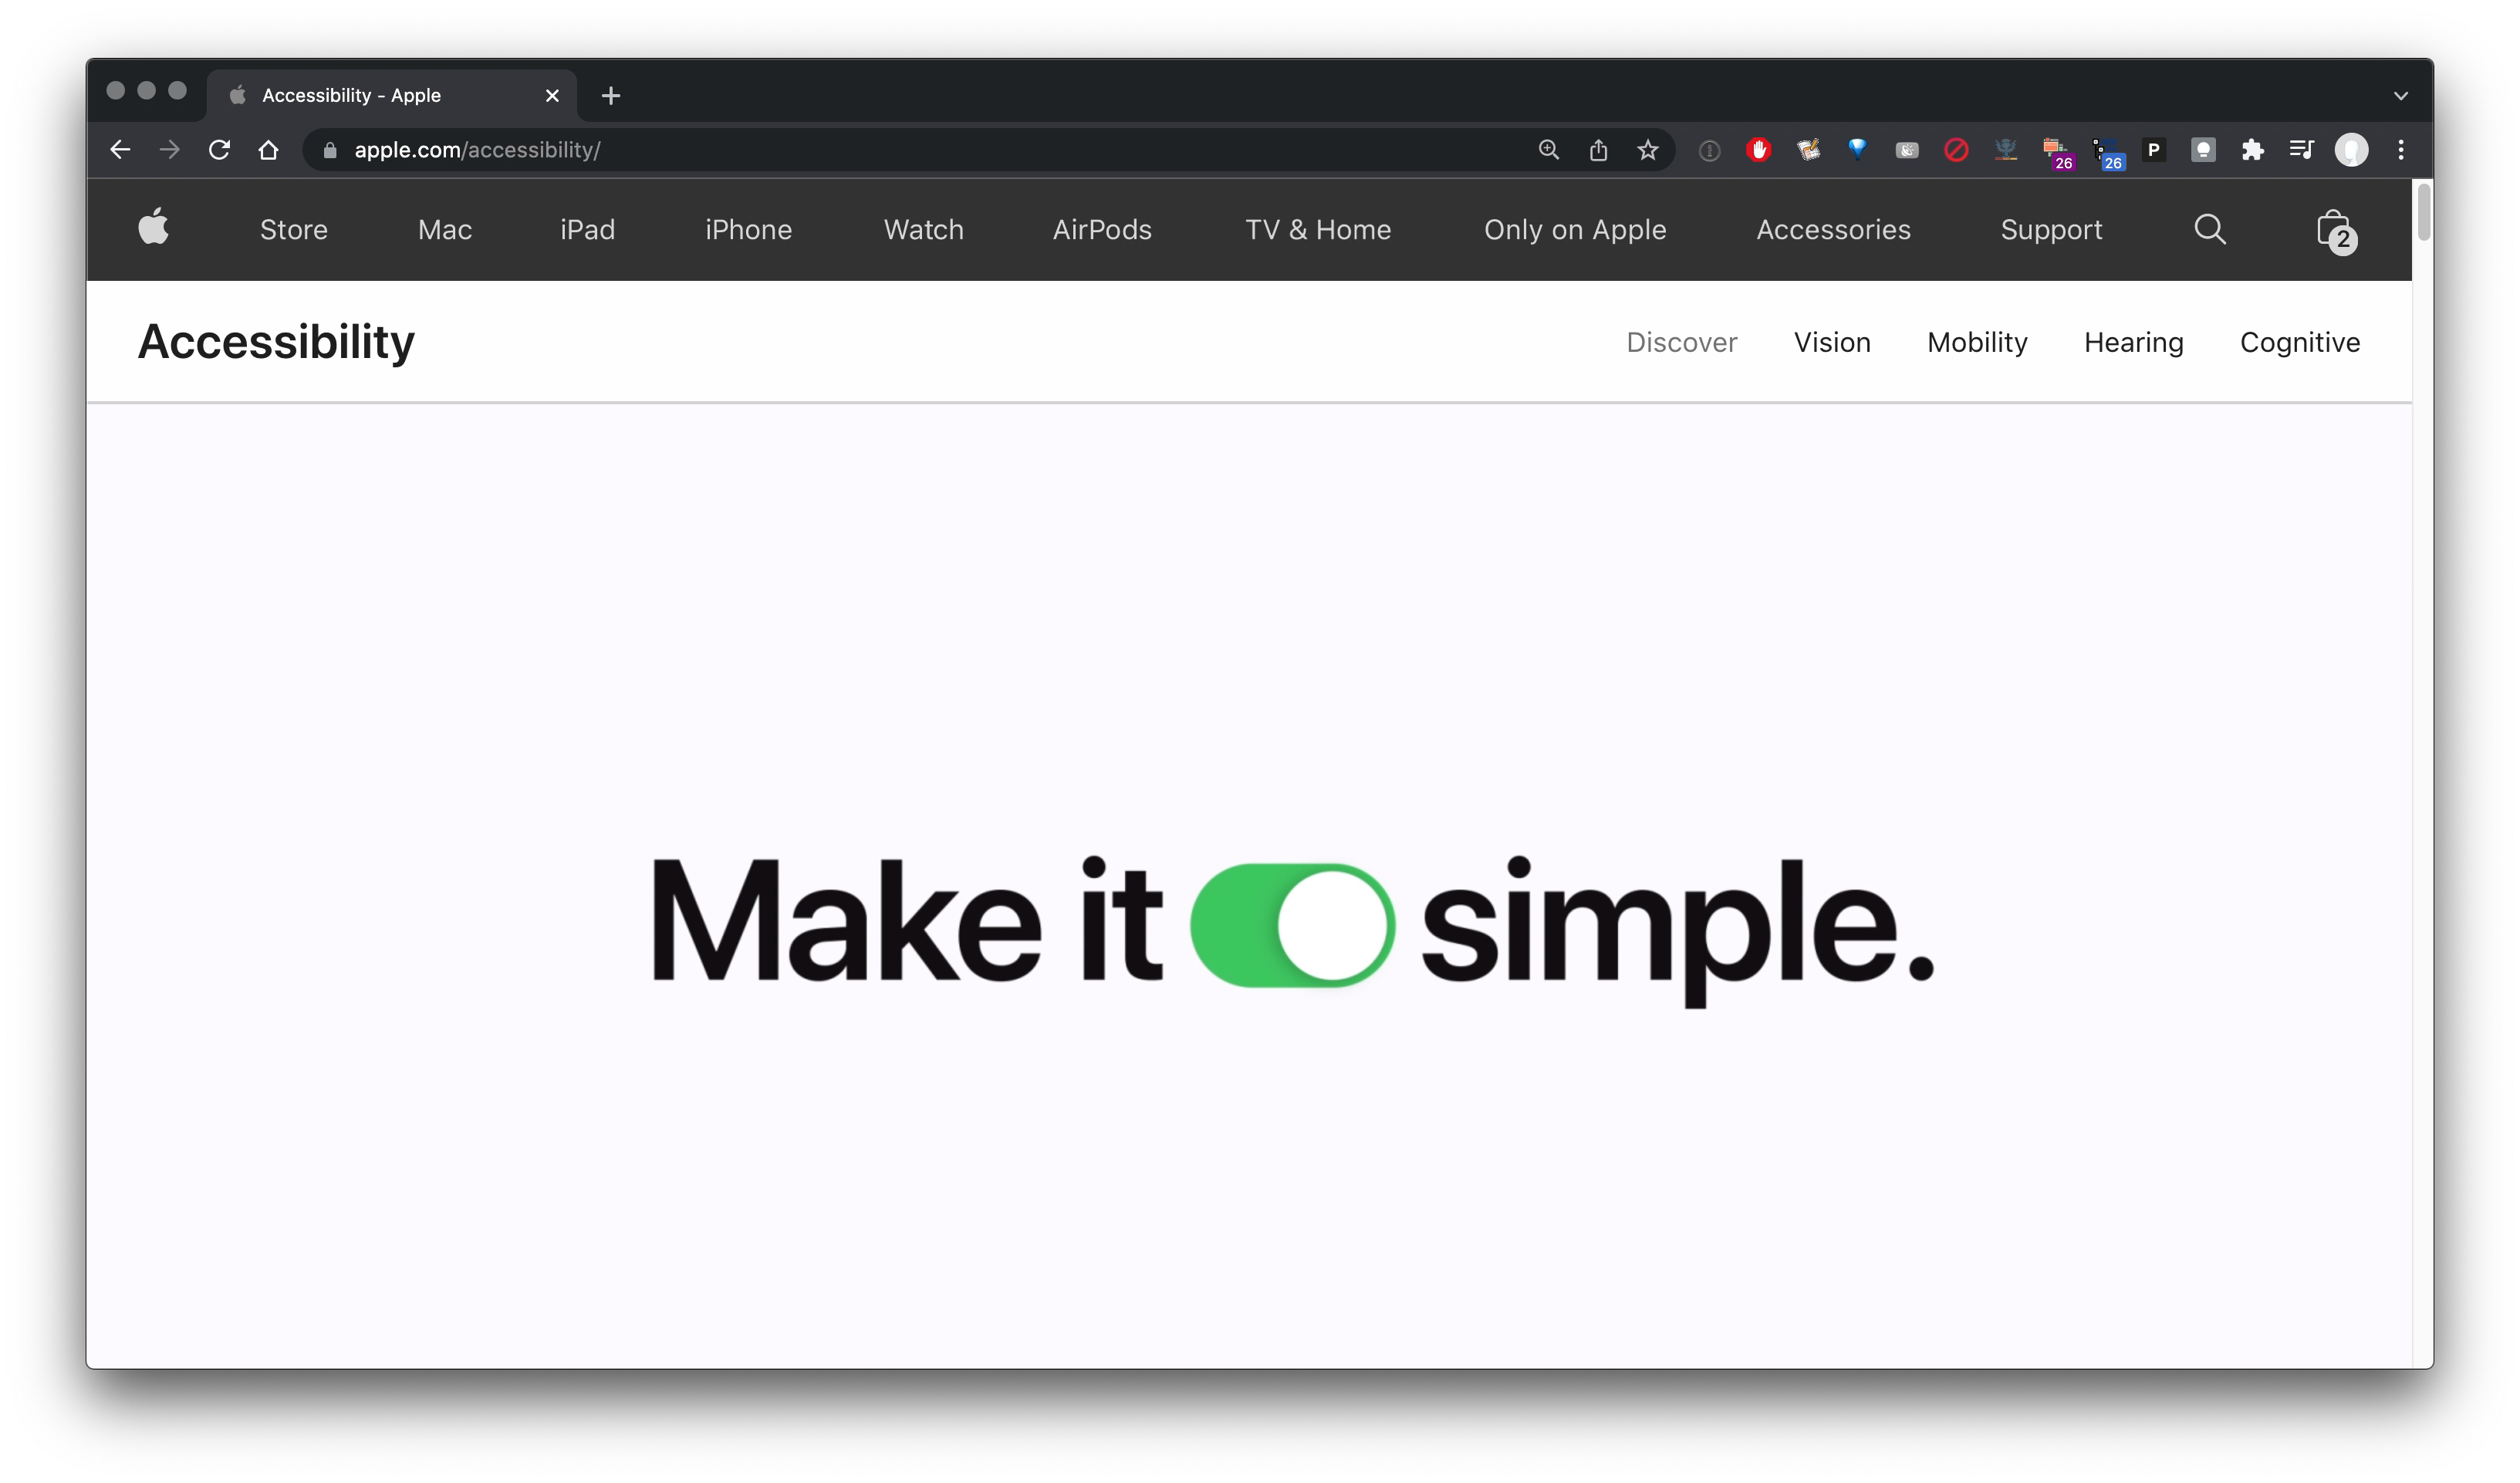 Accessibility - Apple
apple.com/accessibility/
26 26 P
Store Mac iPad iPhone Watch AirPods TV & Home Only on Apple Accessories Support 2
Accessibility Discover Vision Mobility Hearing Cognitive
Make it simple.